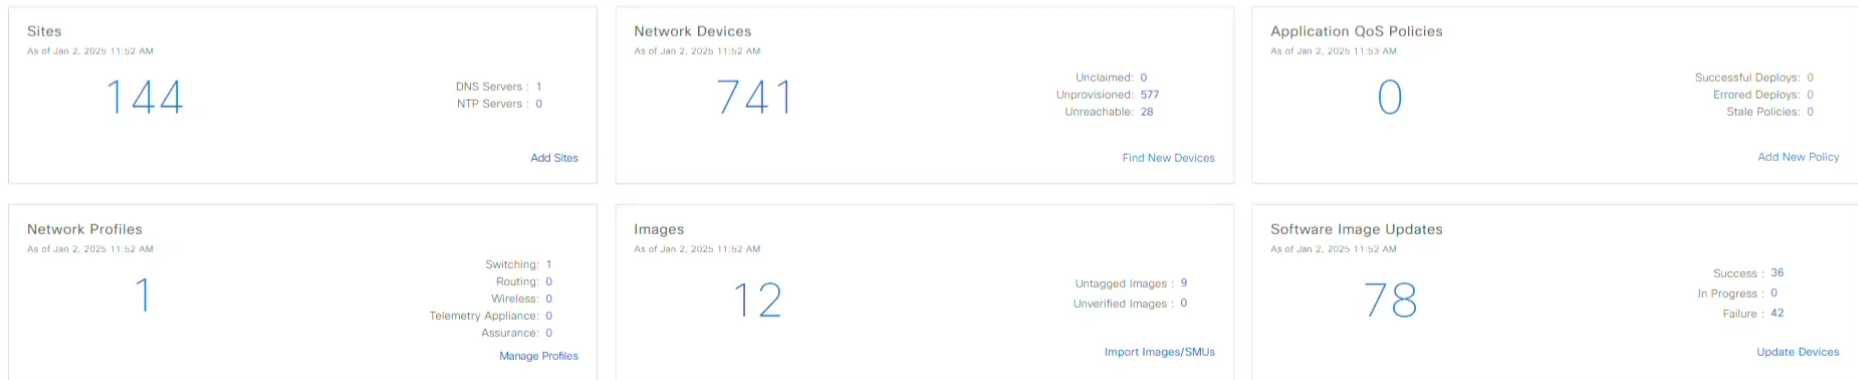 Sites
As of Jan 2, 2025 11:52 AM
144
DNS Servers : 1
NTP Servers : 0
Add Sites
Network Devices
As of Jan 2, 2025 11:52 AM
741
Unclaimed: 0
Unprovisioned: 577
Unreachable: 28
Find New Devices
Application QoS Policies
As of Jan 2, 2025 11:53 AM
0
Successful Deploys: 0
Errored Deploys: 0
Stale Policies: 0
Add New Policy
Network Profiles
As of Jan 2, 2025 11:52 AM
1
Switching: 1
Routing: 0
Wireless: 0
Telemetry Appliance: 0
Assurance: 0
Manage Profiles
Images
As of Jan 2, 2025 11:52 AM
12
Untagged Images : 9
Unverified Images : 0
Import Images/SMUs
Software Image Updates
As of Jan 2, 2025 11:52 AM
78
Success : 36
In Progress : 0
Failure : 42
Update Devices